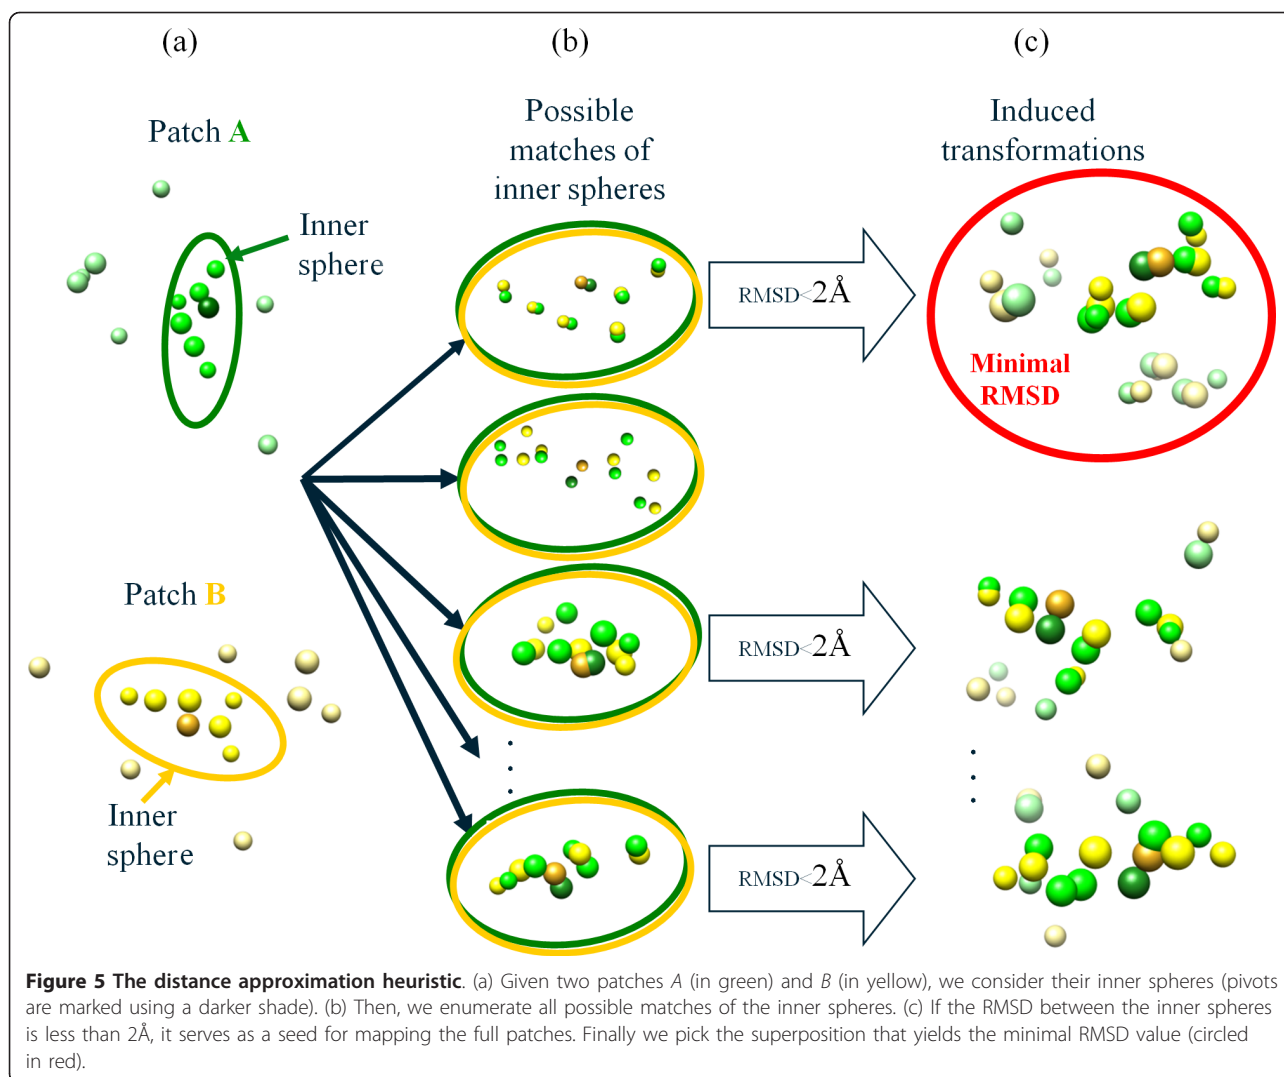 (a)
(b)
(c)
Patch A
Inner
sphere
Possible
matches of
inner spheres
Induced
transformations
RMSD<2Å
Minimal
RMSD
Patch B
Inner
sphere
RMSD<2Å
RMSD<2Å
Figure 5 The distance approximation heuristic. (a) Given two patches A (in green) and B (in yellow), we consider their inner spheres (pivots
are marked using a darker shade). (b) Then, we enumerate all possible matches of the inner spheres. (c) If the RMSD between the inner spheres
is less than 2Å, it serves as a seed for mapping the full patches. Finally we pick the superposition that yields the minimal RMSD value (circled
in red).